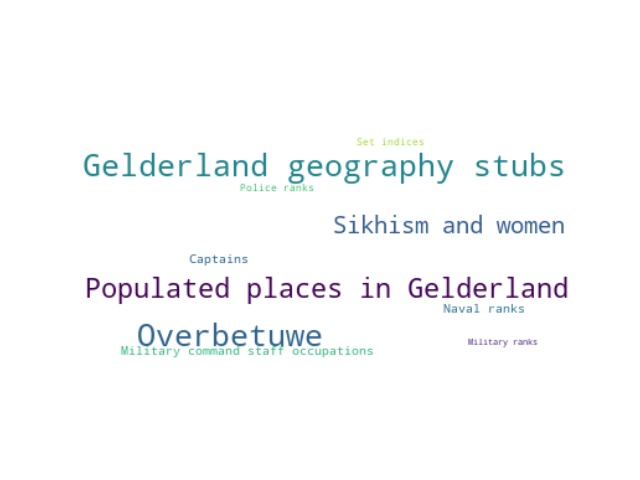 Set indices
Gelderland geography stubs
Police ranks
Sikhism and women
Captains
Populated places in Gelderland
Naval ranks
Overbetuwe
Military ranks
Military command staff occupations